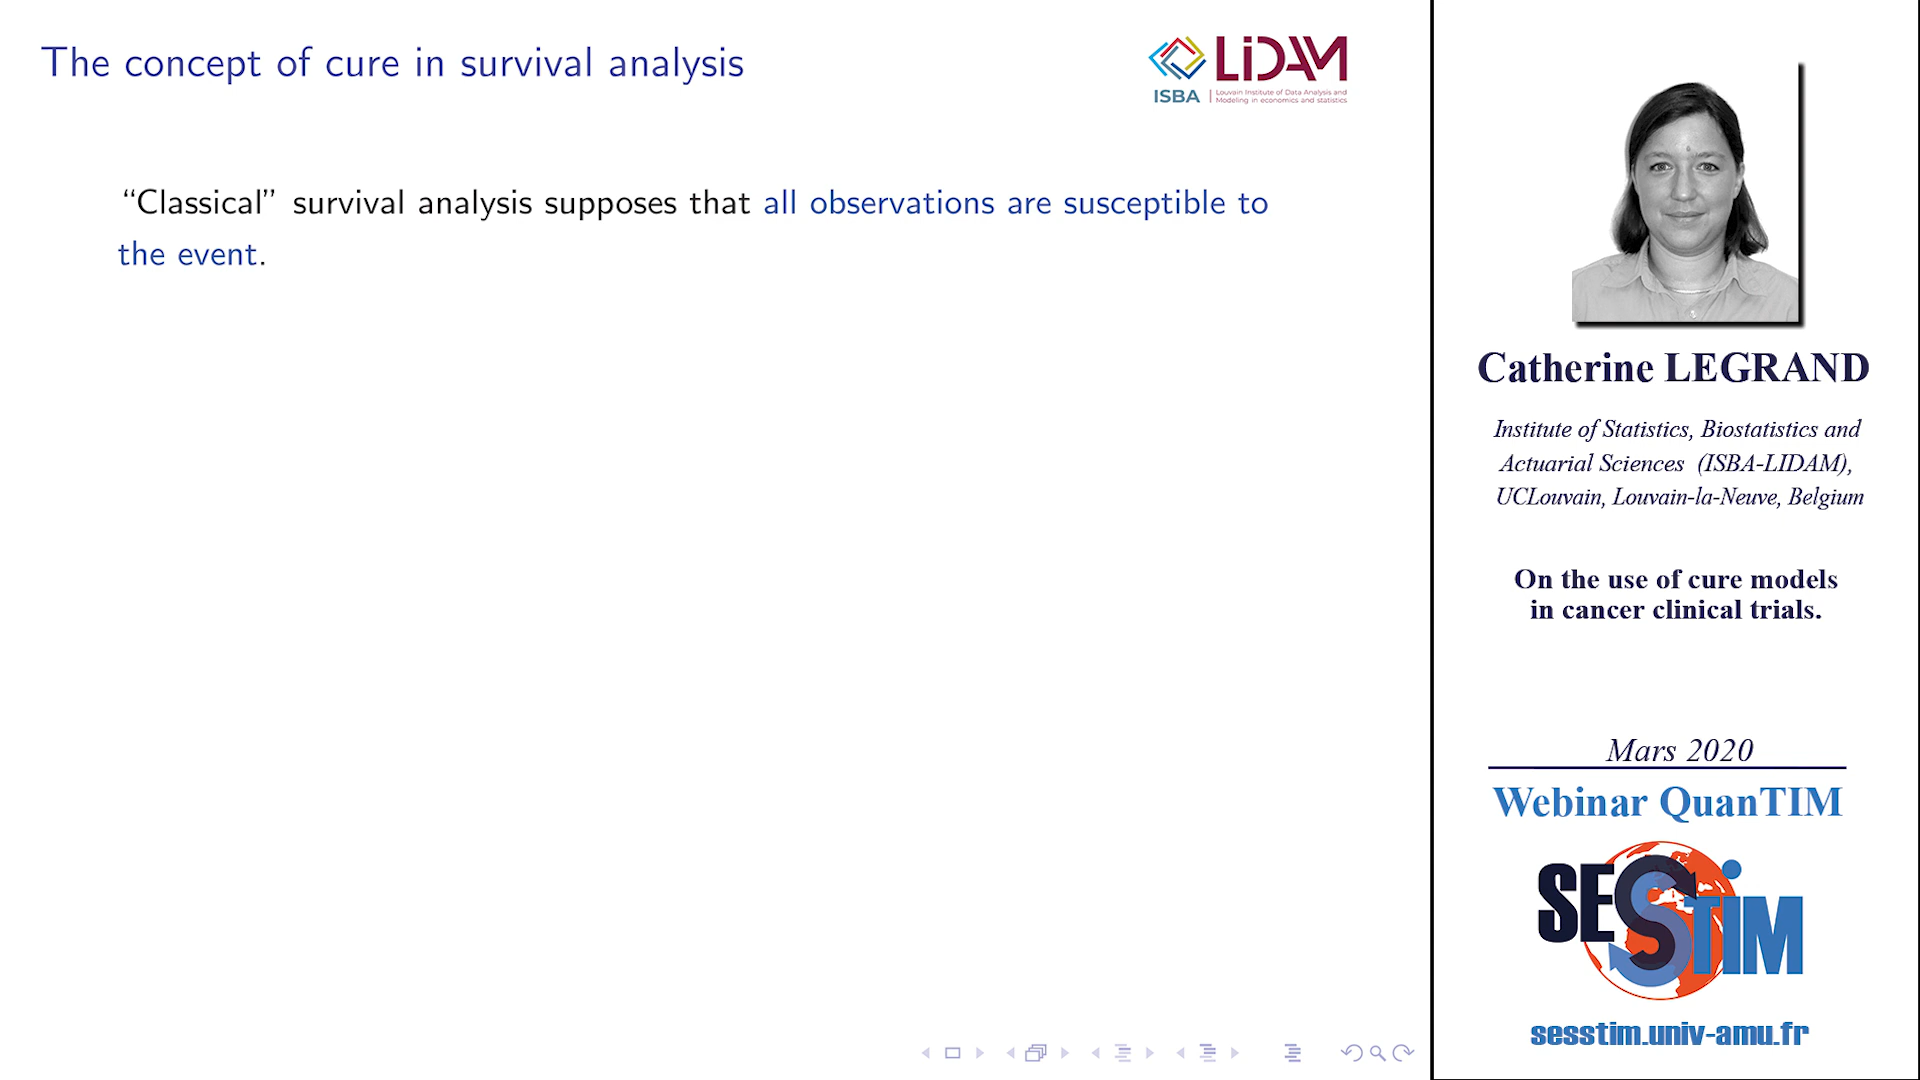 The concept of cure in survival analysis
LiDAM
ISBA
Louvain Institute of Data Analysis and
Modeling in economics and statistics
“Classical” survival analysis supposes that all observations are susceptible to
the event.
Catherine LEGRAND
Institute of Statistics, Biostatistics and
Actuarial Sciences (ISBA-LIDAM),
UCLouvain, Louvain-la-Neuve, Belgium
On the use of cure models
in cancer clinical trials.
Mars 2020
Webinar QuanTIM
SESSTIM
sesstim.univ-amu.fr